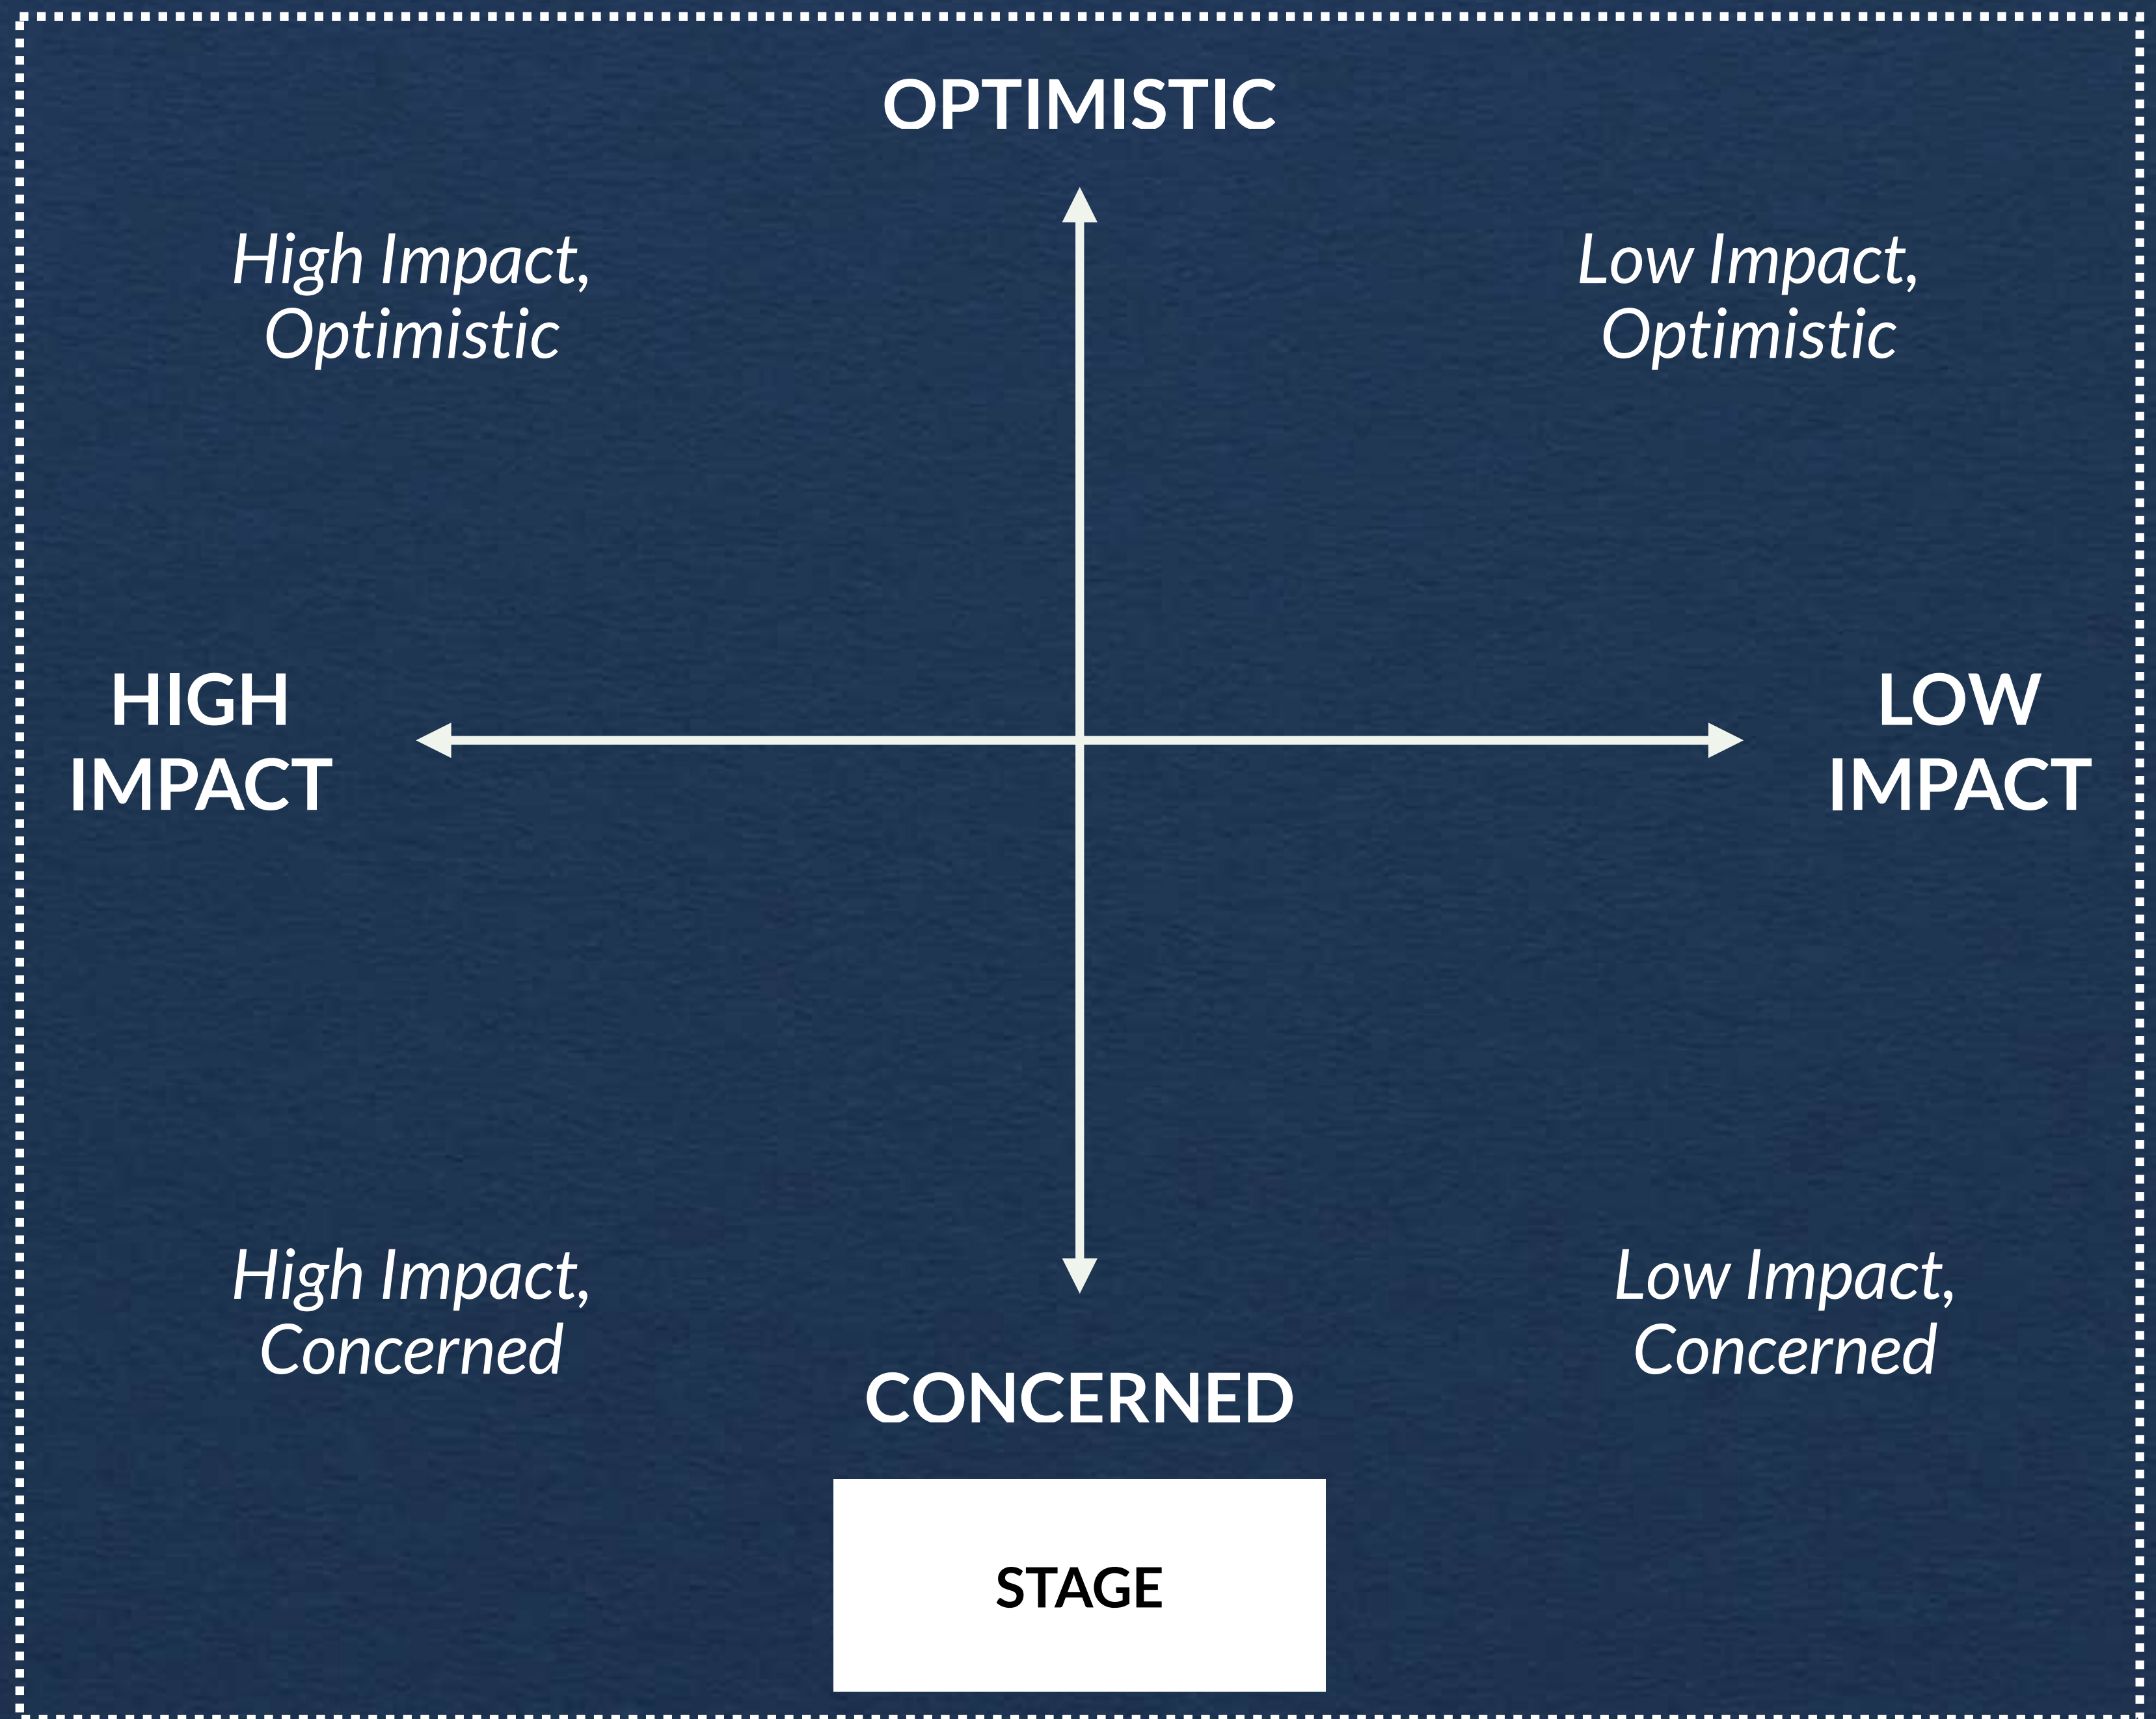 OPTIMISTIC
High Impact,
Optimistic
Low Impact,
Optimistic
HIGH
IMPACT
LOW
IMPACT
High Impact,
Concerned
Low Impact,
Concerned
CONCERNED
STAGE